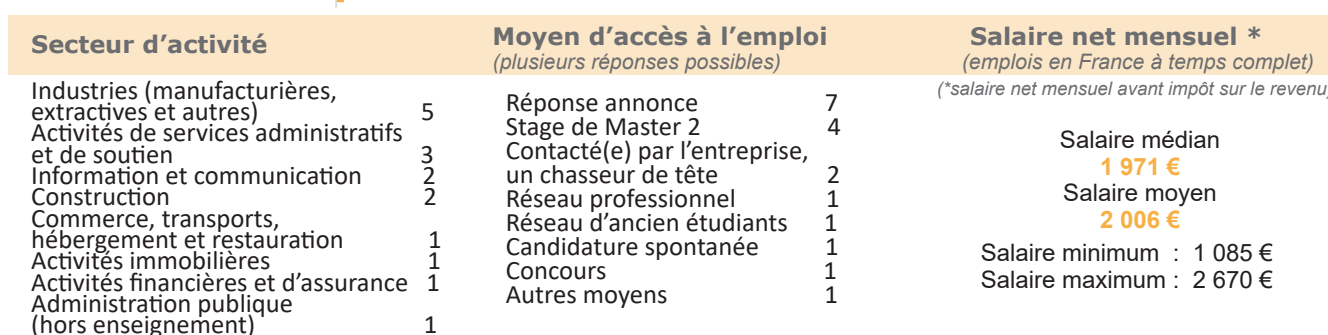 Secteur d’activité
Industries (manufacturières,
extractives et autres) 5
Activités de services administratifs
et de soutien 3
Information et communication 2
Construction 2
Commerce, transports,
hébergement et restauration 1
Activités immobilières 1
Activités financières et d’assurance 1
Administration publique
(hors enseignement) 1
Moyen d’accès à l’emploi
(plusieurs réponses possibles)
Réponse annonce 7
Stage de Master 2 4
Contacté(e) par l’entreprise,
un chasseur de tête 2
Réseau professionnel 1
Réseau d’ancien étudiants 1
Candidature spontanée 1
Concours 1
Autres moyens 1
Salaire net mensuel *
(emplois en France à temps complet)
(*salaire net mensuel avant impôt sur le revenu)
Salaire médian
1 971 €
Salaire moyen
2 006 €
Salaire minimum : 1 085 €
Salaire maximum : 2 670 €